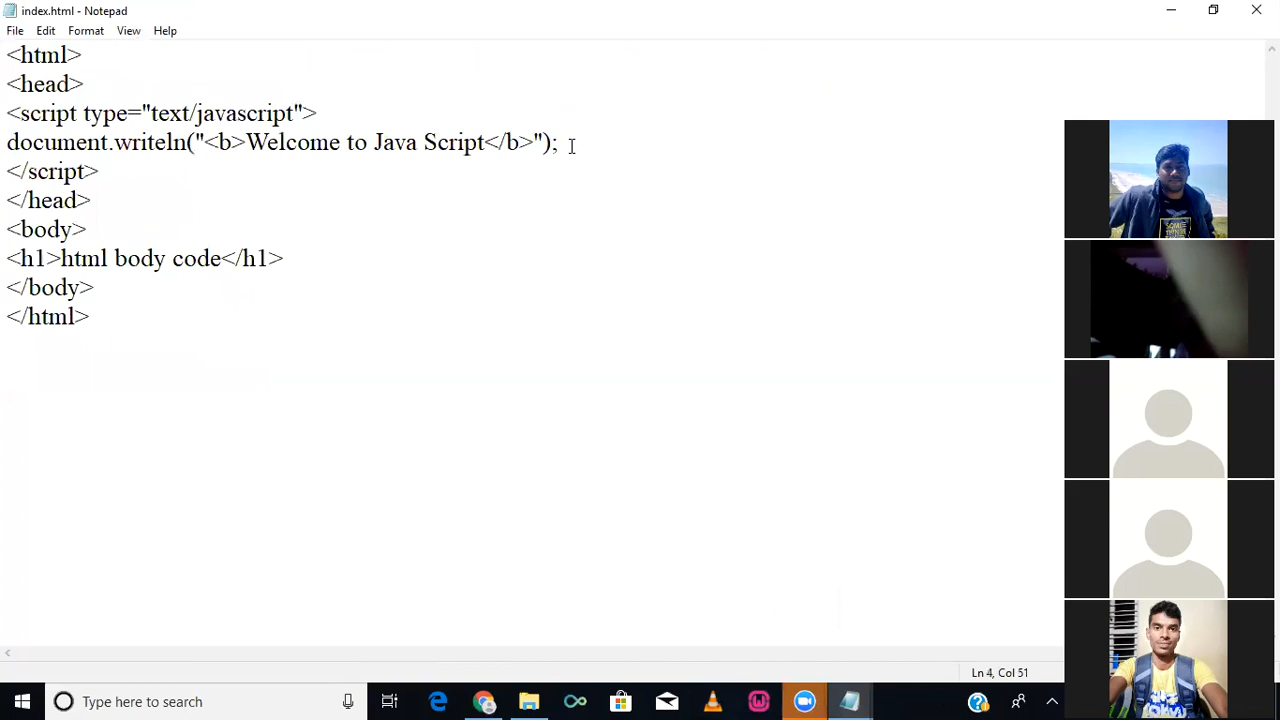 index.html - Notepad
File Edit Format View Help
<html>
<head>
<script type="text/javascript">
document.writeln("<b>Welcome to Java Script</b>");
</script>
</head>
<body>
<h1>html body code</h1>
</body>
</html>
SOME
Ln 4, Col 51
Type here to search